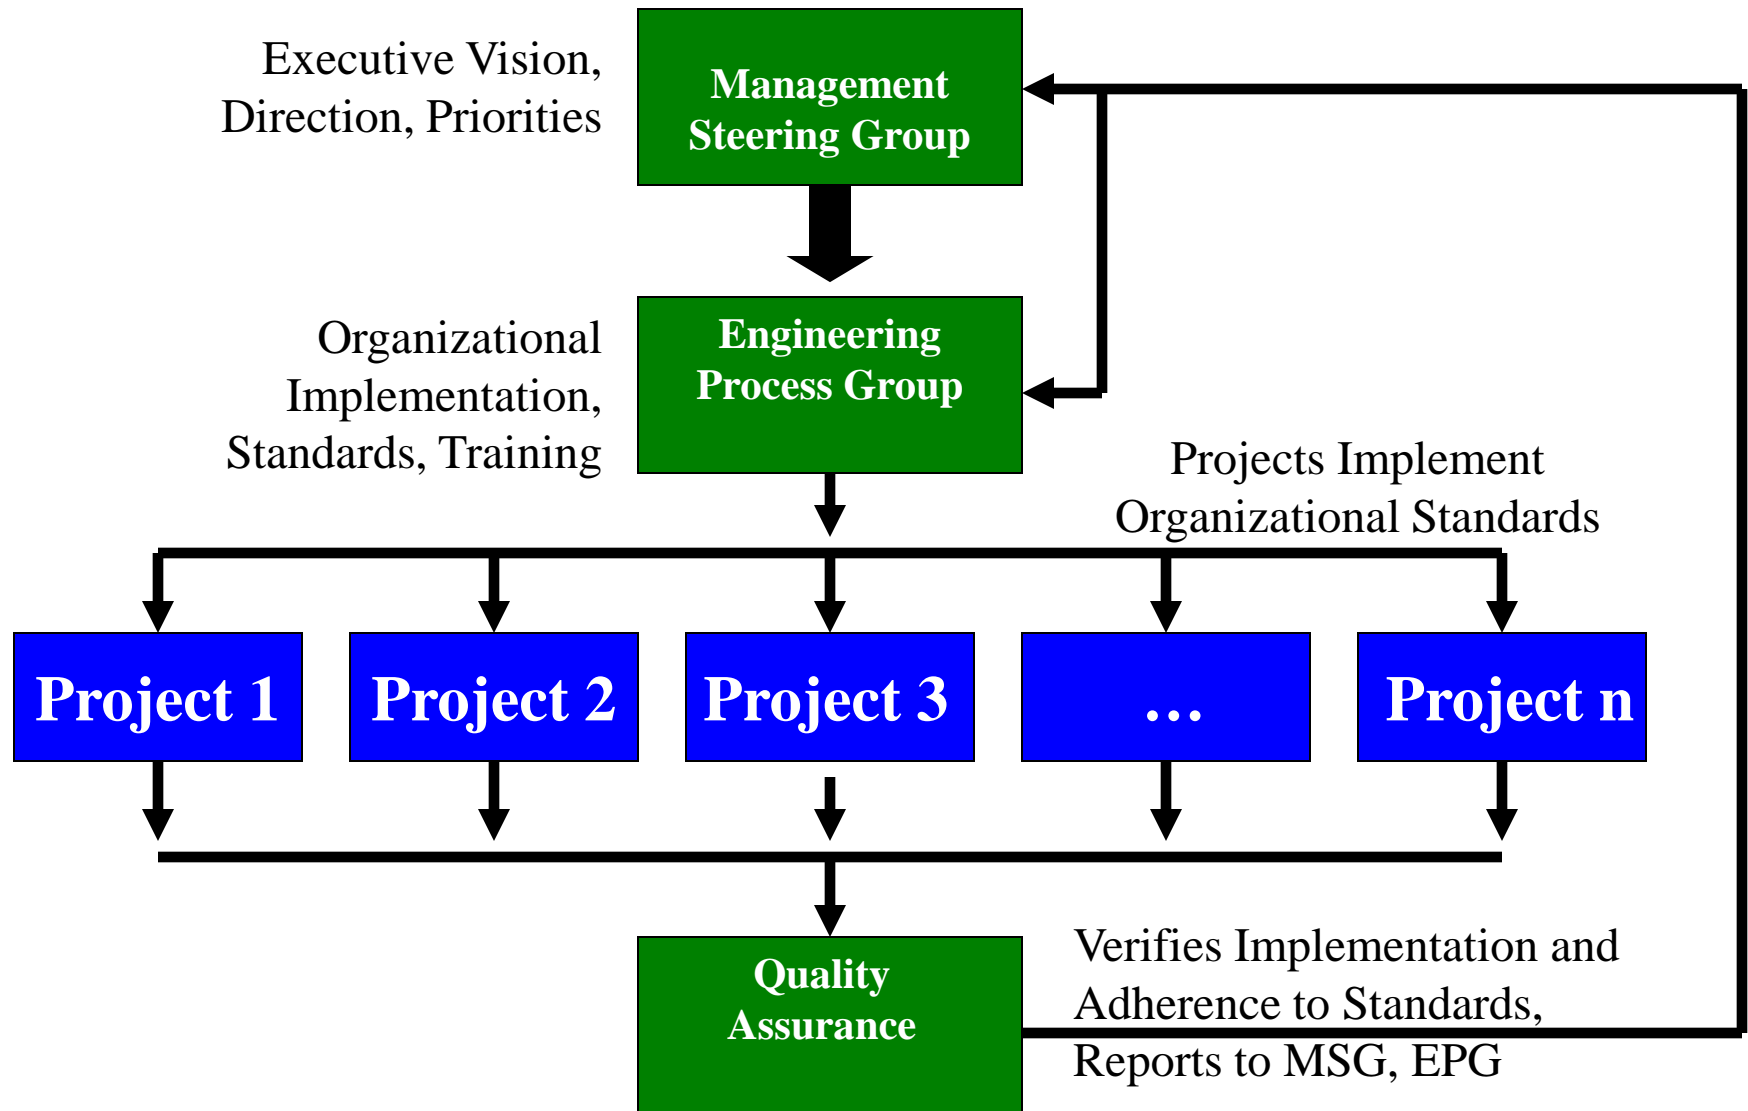 Executive Vision,
Direction, Priorities
Management
Steering Group
Organizational
Implementation,
Standards, Training
Engineering
Process Group
Projects Implement
Organizational Standards
Project 1
Project 2
Project 3
…
Project n
Quality
Assurance
Verifies Implementation and
Adherence to Standards,
Reports to MSG, EPG